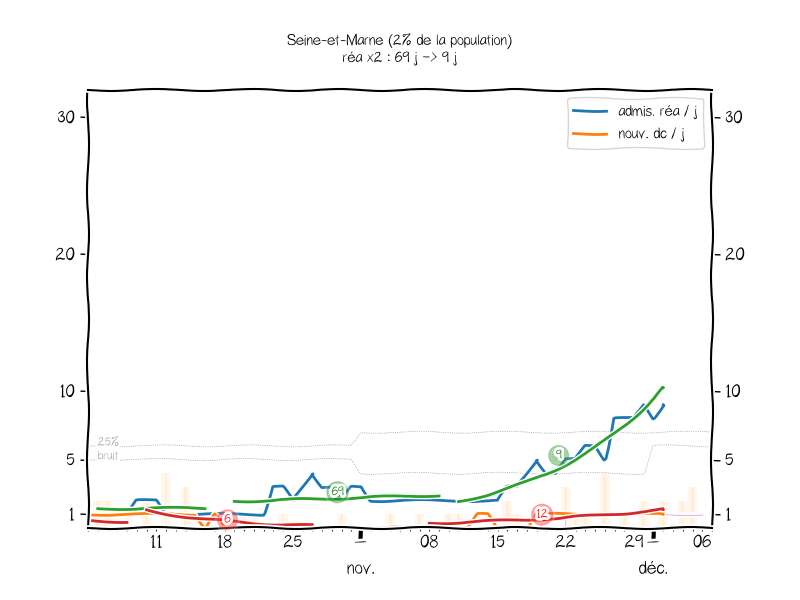 Seine-et-Marne (2% de la population)
réa x2 : 69 j -> 9 j
admis. réa / j
nouv. dc / j
30 30
20 20
10 10
5 5
1 1
25%
bruit
69
9
6
12
11 18 25 08 15 22 29 06
nov. déc.